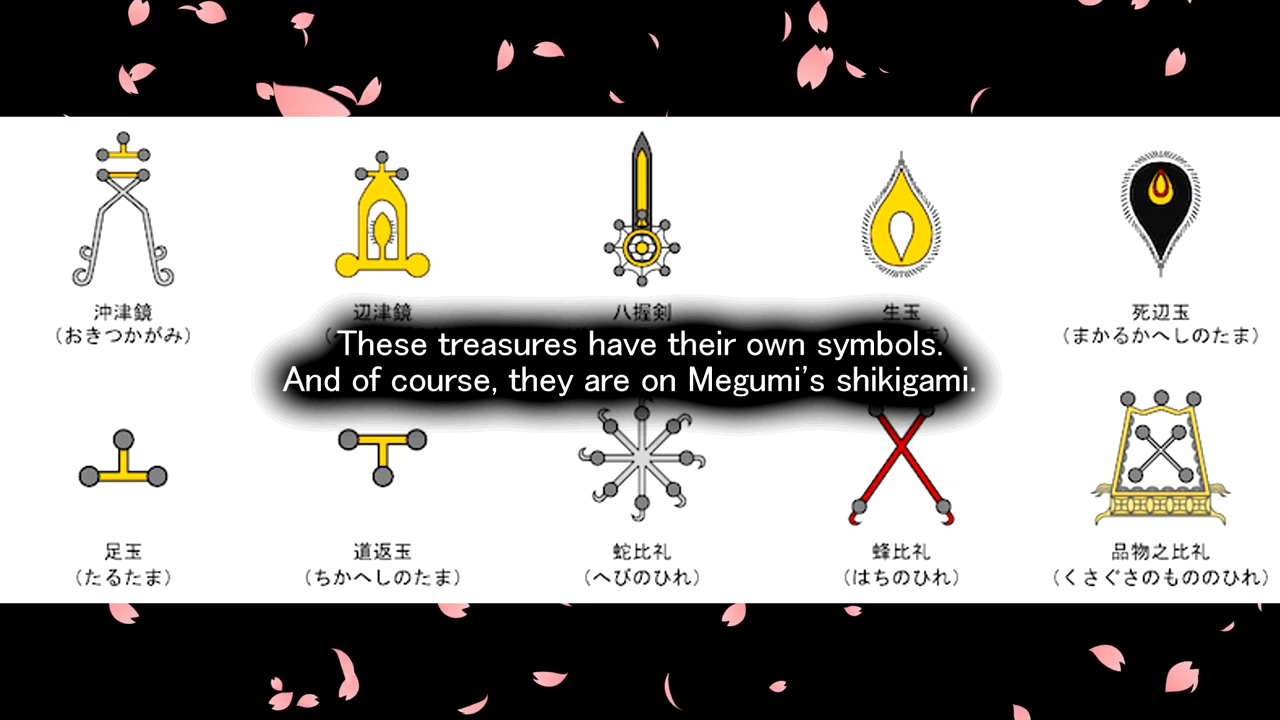 沖津鏡
（おきつかがみ）
辺津鏡
八握剣
生玉
死辺玉
（まかるかへしのたま）
These treasures have their own symbols.
And of course, they are on Megumi's shikigami.
足玉
（たるたま）
道返玉
（ちかへしのたま）
蛇比礼
（へびのひれ）
蜂比礼
（はちのひれ）
品物之比礼
（くさぐさのもののひれ）